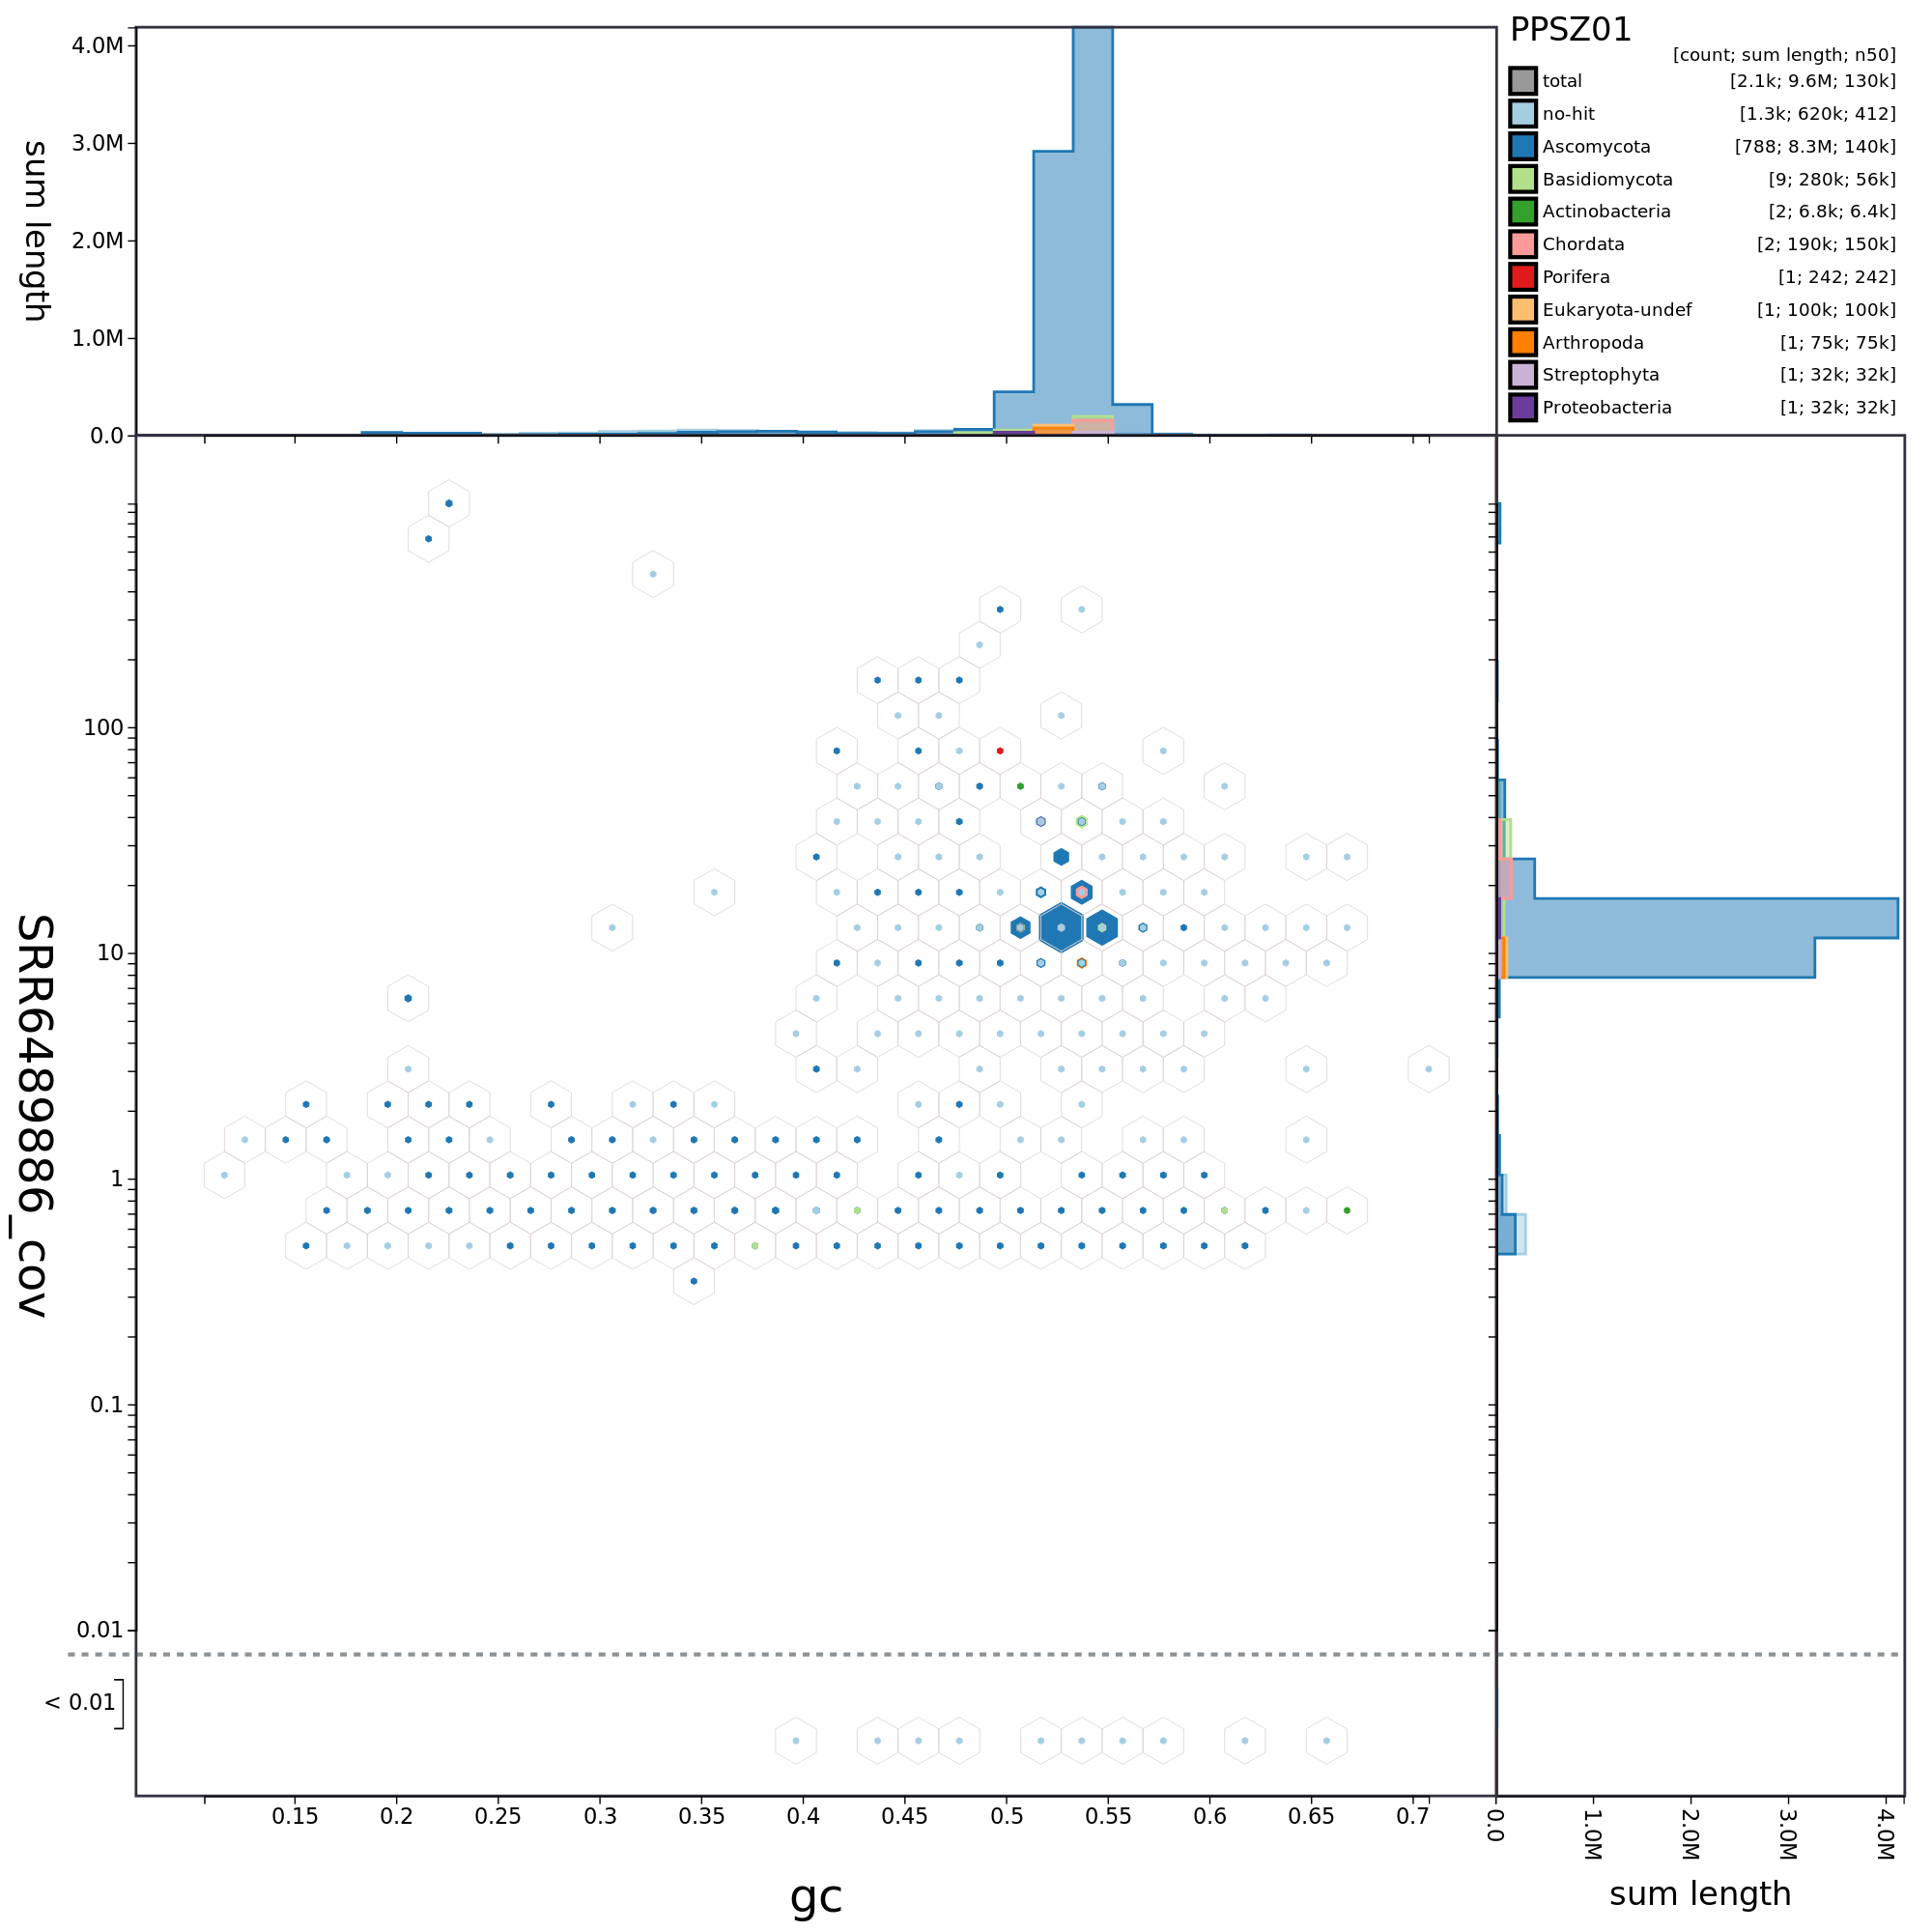 PPSZ01
[count; sum length; n50]
total [2.1k; 9.6M; 130k]
no-hit [1.3k; 620k; 412]
Ascomycota [788; 8.3M; 140k]
Basidiomycota [9; 280k; 56k]
Actinobacteria [2; 6.8k; 6.4k]
Chordata [2; 190k; 150k]
Porifera [1; 242; 242]
Eukaryota-undef [1; 100k; 100k]
Arthropoda [1; 75k; 75k]
Streptophyta [1; 32k; 32k]
Proteobacteria [1; 32k; 32k]
sum length
4.0M
3.0M
2.0M
1.0M
0.0
SRR6489886_cov
100
10
1
0.1
0.01
< 0.01
0.15 0.2 0.25 0.3 0.35 0.4 0.45 0.5 0.55 0.6 0.65 0.7
gc
0.0 1.0M 2.0M 3.0M 4.0M
sum length